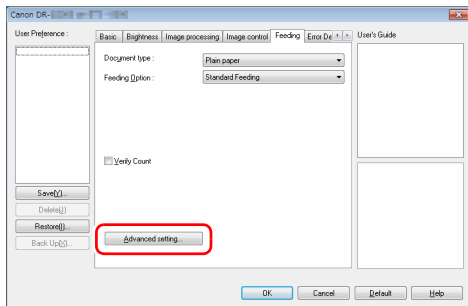 Canon DR-
User Preference :
Basic Brightness Image processing Image control Feeding Error De
User's Guide
Document type : Plain paper
Feeding Option : Standard Feeding
Verify Count
Save(Y)...
Delete(J)
Restore(I)...
Back Up(X)...
Advanced setting...
OK Cancel Default Help